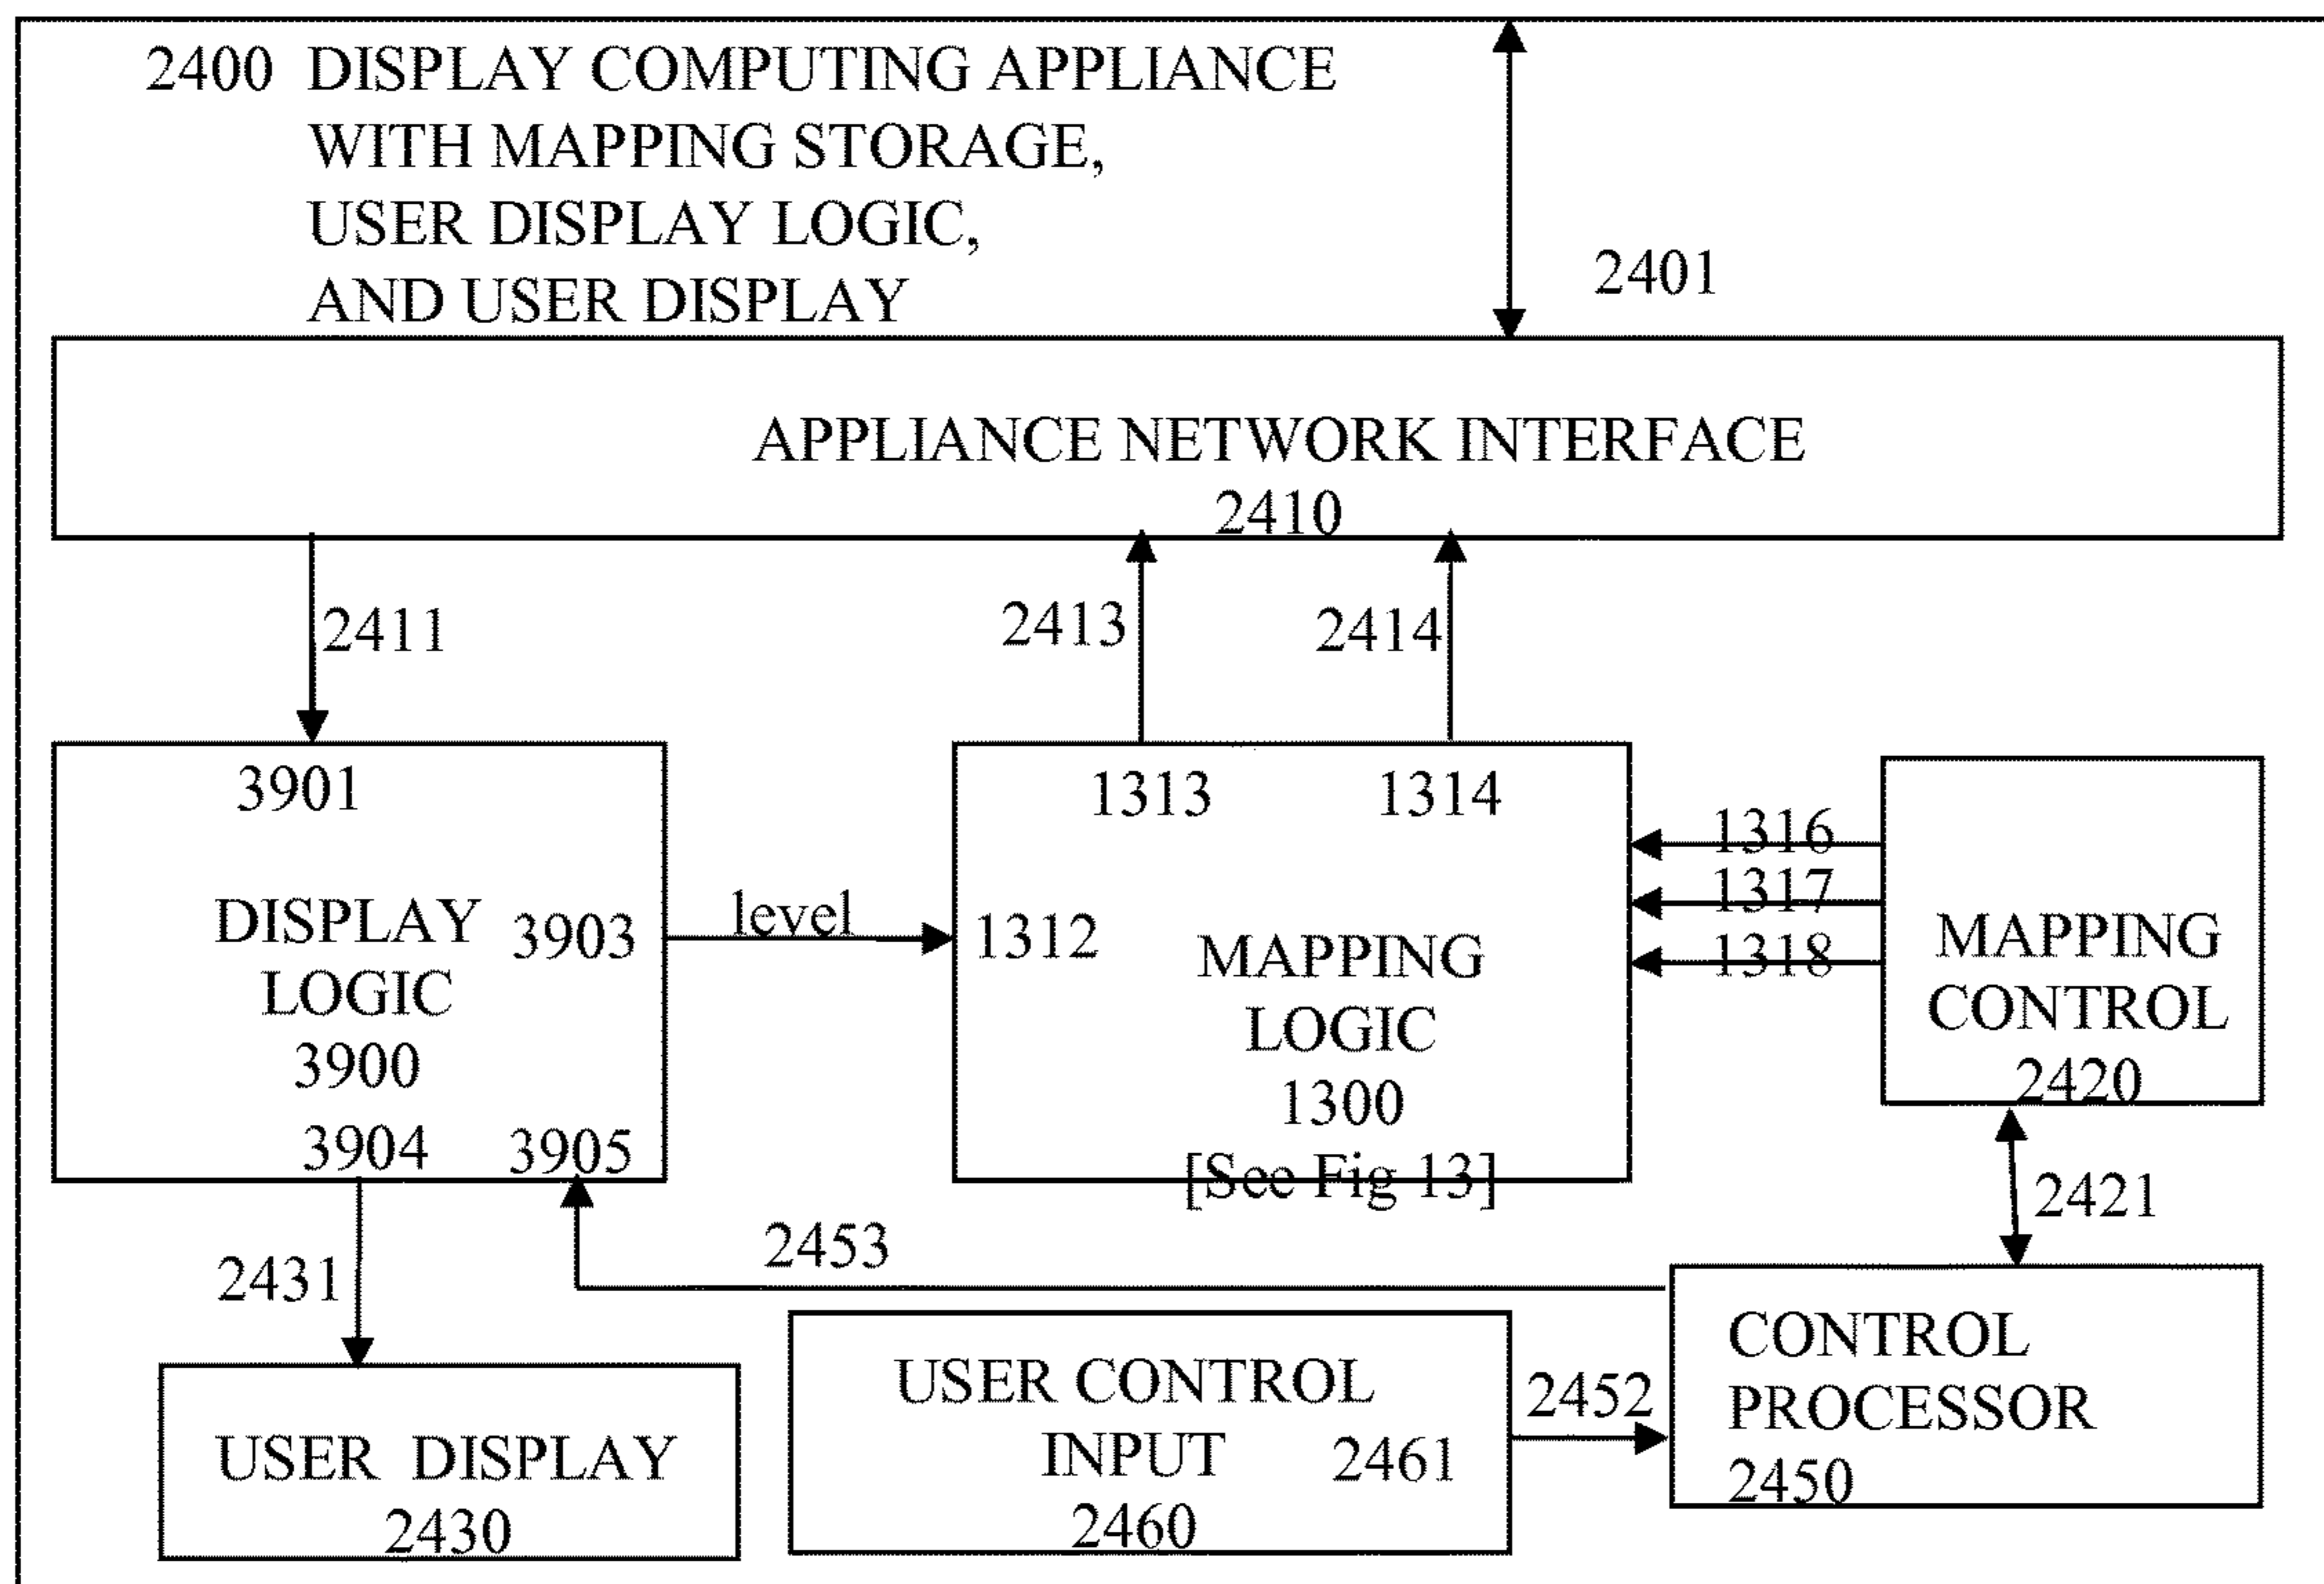 2400 DISPLAY COMPUTING APPLIANCE
WITH MAPPING STORAGE,
USER DISPLAY LOGIC,
AND USER DISPLAY
2401
APPLIANCE NETWORK INTERFACE
2410
2411
2413
2414
3901
DISPLAY
LOGIC
3900
3903
3904
3905
level
1313
1314
1312
MAPPING
LOGIC
1300
[See Fig 13]
1316
1317
1318
MAPPING
CONTROL
2420
2421
2453
2431
USER DISPLAY
2430
USER CONTROL
INPUT 2461
2460
2452
CONTROL
PROCESSOR
2450